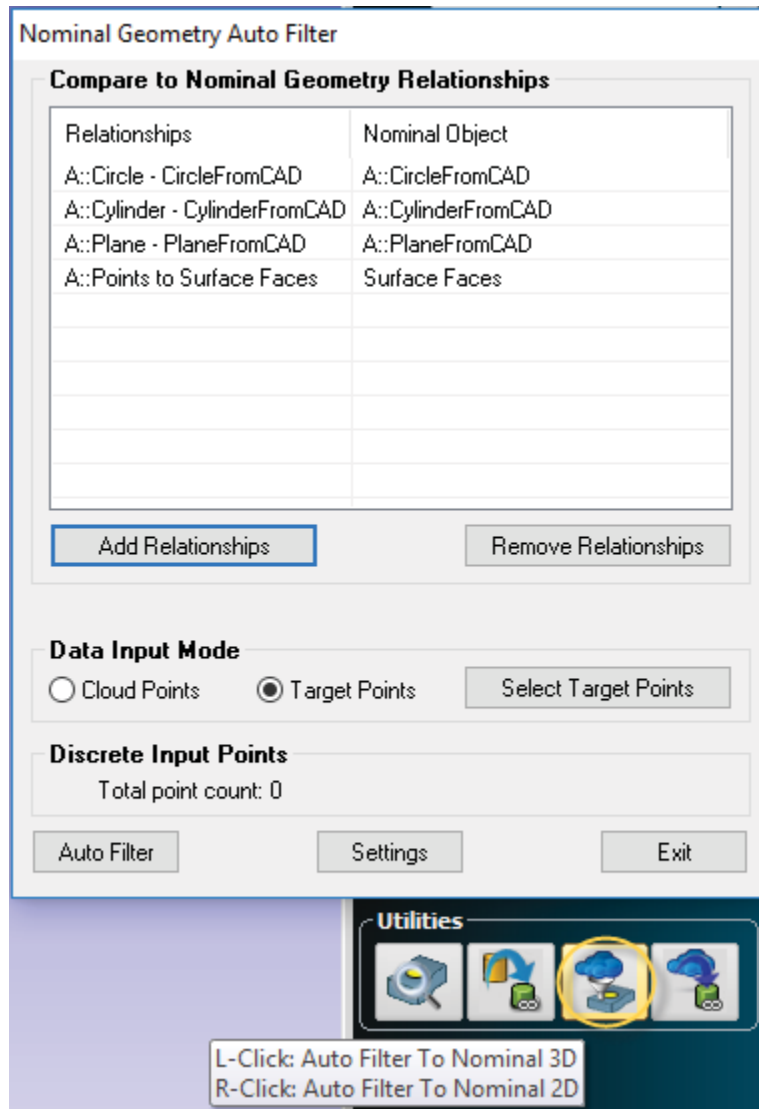 Nominal Geometry Auto Filter
Compare to Nominal Geometry Relationships
Relationships Nominal Object
A::Circle - CircleFromCAD A::CircleFromCAD
A::Cylinder - CylinderFromCAD A::CylinderFromCAD
A::Plane - PlaneFromCAD A::PlaneFromCAD
A::Points to Surface Faces Surface Faces
Add Relationships Remove Relationships
Data Input Mode
Cloud Points Target Points Select Target Points
Discrete Input Points
Total point count: 0
Auto Filter Settings Exit
Utilities
L-Click: Auto Filter To Nominal 3D
R-Click: Auto Filter To Nominal 2D